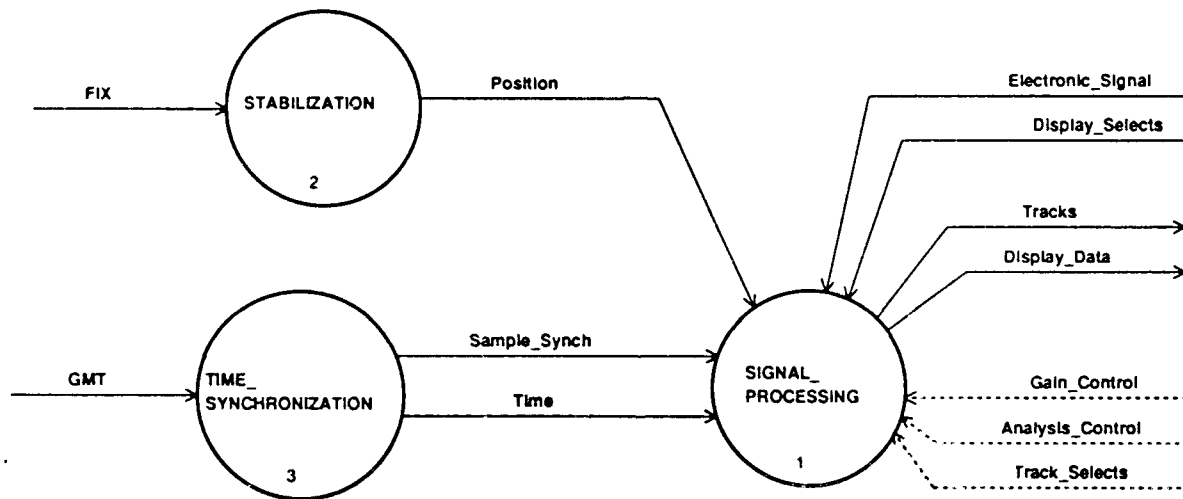 FIX
STABILIZATION
2
Position
Electronic_Signal
Display_Selects
Tracks
Display_Data
GMT
TIME_
SYNCHRONIZATION
3
Sample_Synch
Time
SIGNAL_
PROCESSING
1
Gain_Control
Analysis_Control
Track_Selects